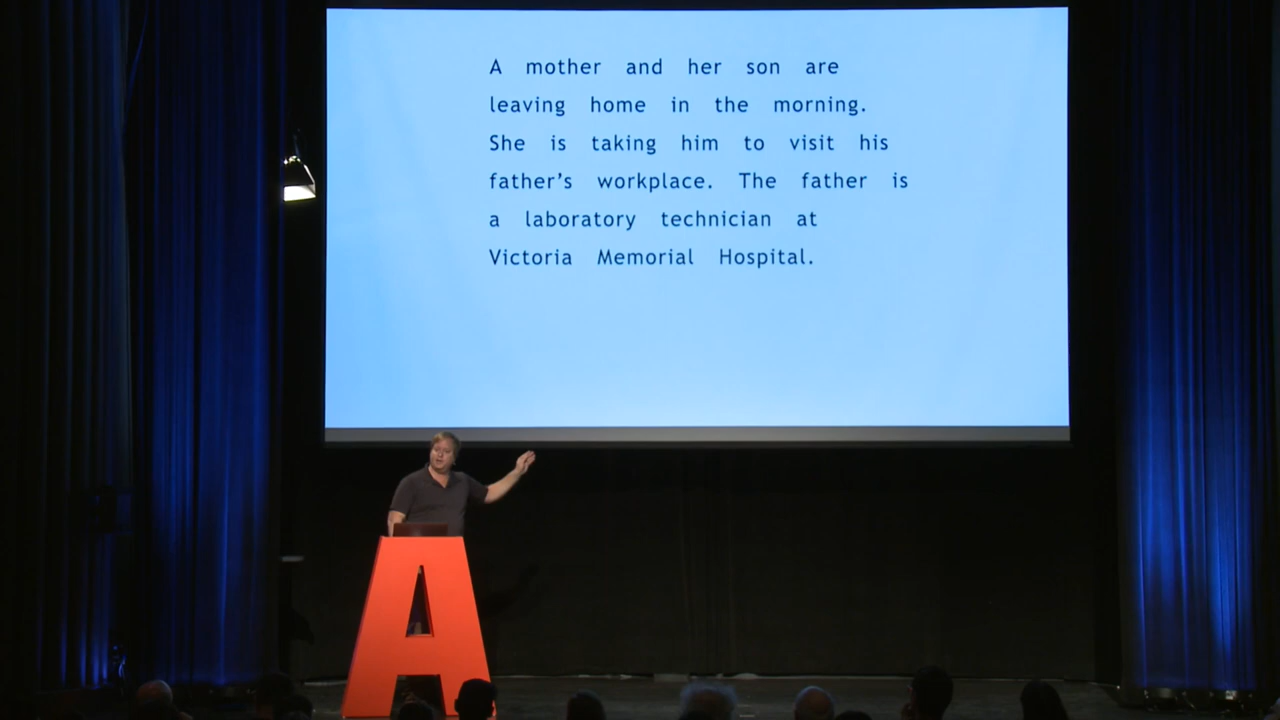 A mother and her son are
leaving home in the morning.
She is taking him to visit his
father’s workplace. The father is
a laboratory technician at
Victoria Memorial Hospital.
A